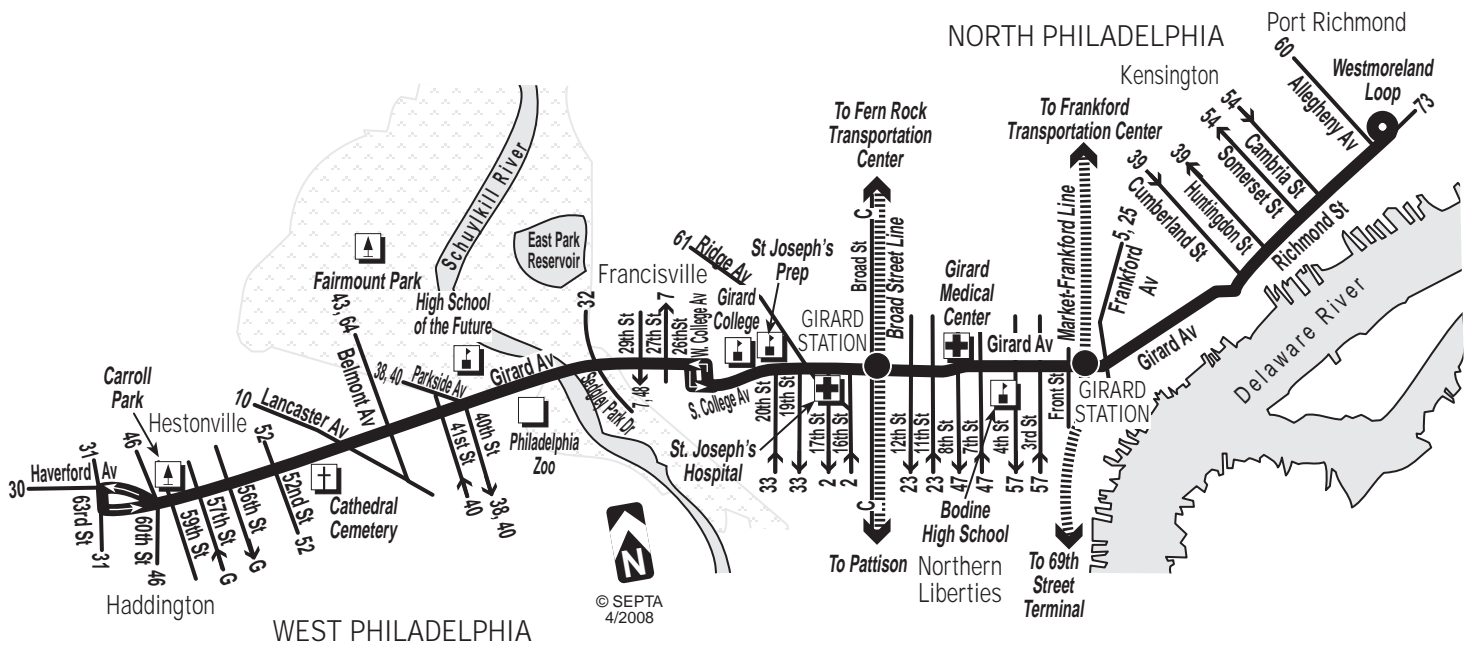 Port Richmond
NORTH PHILADELPHIA
Kensington
60
Allegheny Av
Westmoreland
Loop
73
To Fern Rock
Transportation
Center
To Frankford
Transportation Center
54
Cambria St
54
Somerset St
39
Huntingdon St
39
Cumberland St
Richmond St
Schuylkill River
East Park
Reservoir
Fairmount Park
High School
of the Future
43, 64
Belmont Av
38, 40
Parkside Av
Girard Av
32
Sedgley Park Dr
Francisville
29th St
7, 48
27th St
7
26thSt
W. College Av
S. College Av
61 Ridge Av
Girard
College
St Joseph's
Prep
GIRARD
STATION
C
Broad St
Broad Street Line
Girard
Medical
Center
Girard Av
Market-Frankford Line
5, 25
Frankford
Av
Girard Av
GIRARD
STATION
Delaware River
Carroll
Park
Hestonville
10 Lancaster Av
31
Haverford Av
30
63rd St
31
46
60th St
46
59th St
57th St
G
56th St
G
52
52nd St.
52
Cathedral
Cemetery
41st St
40
40th St
38, 40
Philadelphia
Zoo
20th St
33
19th St
33
17th St
2
16th St
2
St. Joseph's
Hospital
C
To Pattison
12th St
23
11th St
23
8th St
47
7th St
47
4th St
57
3rd St
57
Front St
Bodine
High School
Northern
Liberties
To 69th
Street
Terminal
Haddington
WEST PHILADELPHIA
N
© SEPTA
4/2008